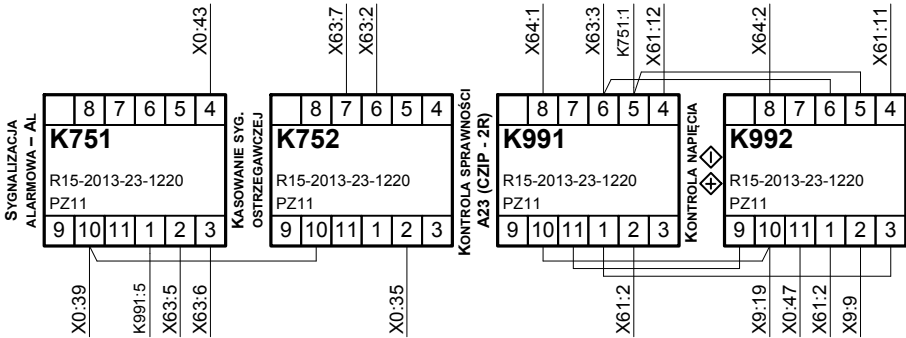 X0:43
X63:7
X63:2
X64:1
X63:3
K751:1
X61:12
X64:2
X61:11
SYGNALIZACJA
ALARMOWA – AL
8 7 6 5 4
K751
R15-2013-23-1220
PZ11
9 10 11 1 2 3
KASOWANIE SYG.
OSTRZEGAWCZEJ
8 7 6 5 4
K752
R15-2013-23-1220
PZ11
9 10 11 1 2 3
KONTROLA SPRAWNOŚCI
A23 (CZIP - 2R)
8 7 6 5 4
K991
R15-2013-23-1220
PZ11
9 10 11 1 2 3
KONTROLA NAPIĘCIA
+ −
8 7 6 5 4
K992
R15-2013-23-1220
PZ11
9 10 11 1 2 3
X0:39
K991:5
X63:5
X63:6
X0:35
X61:2
X9:19
X0:47
X61:2
X9:9